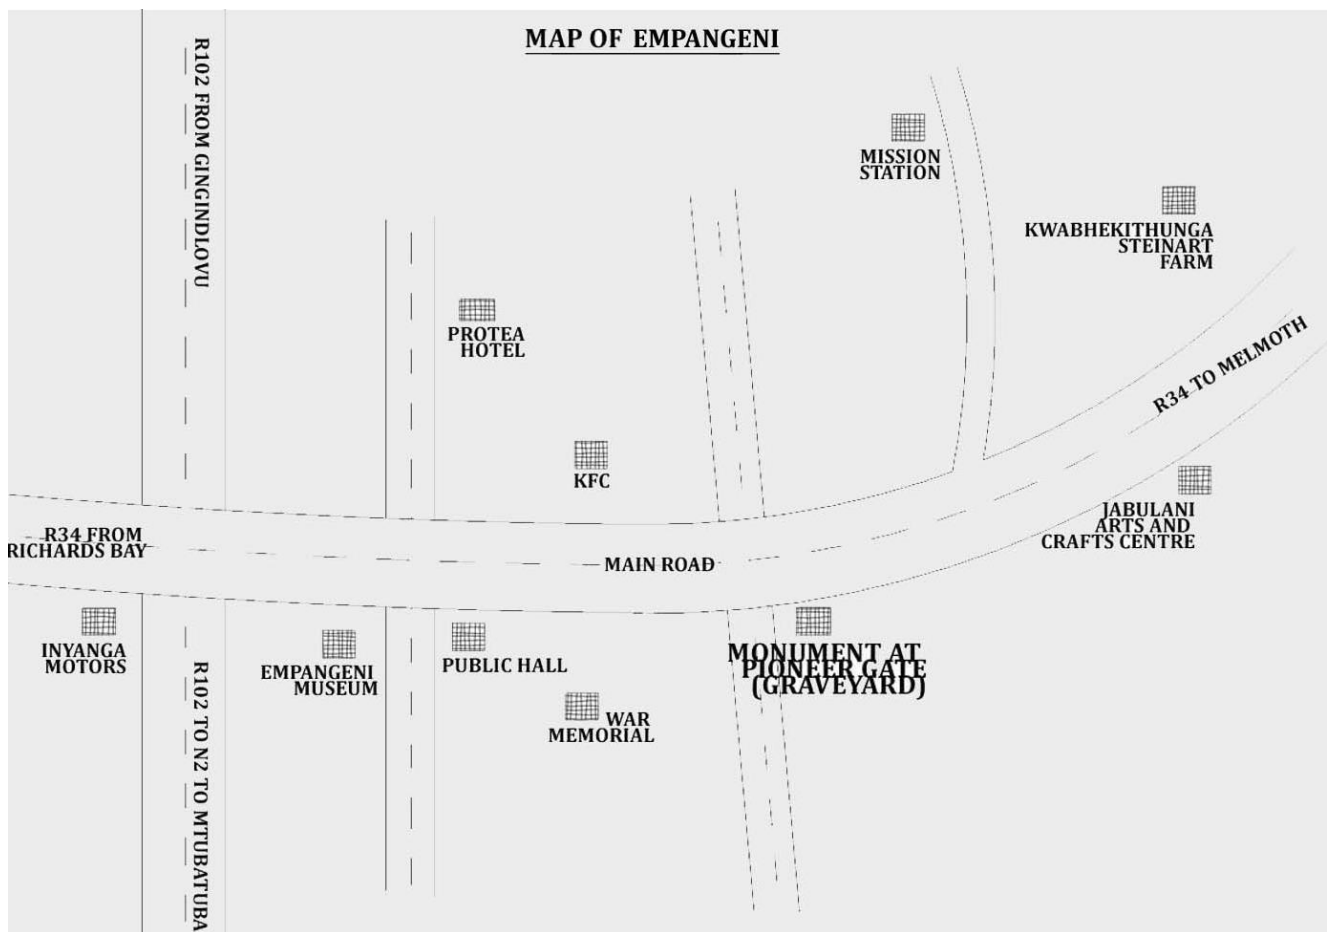 MAP OF EMPANGENI
R102 FROM GINGINDLOVU
MISSION
STATION
KWABHEKITHUNGA
STEINART
FARM
PROTEA
HOTEL
R34 TO MELMOTH
KFC
JABULANI
ARTS AND
CRAFTS CENTRE
R34 FROM
RICHARDS BAY
MAIN ROAD
INYANGA
MOTORS
EMPANGENI
MUSEUM
PUBLIC HALL
MONUMENT AT
PIONEER GATE
(GRAVEYARD)
WAR
MEMORIAL
R102 TO N2 TO MTUBATUBA